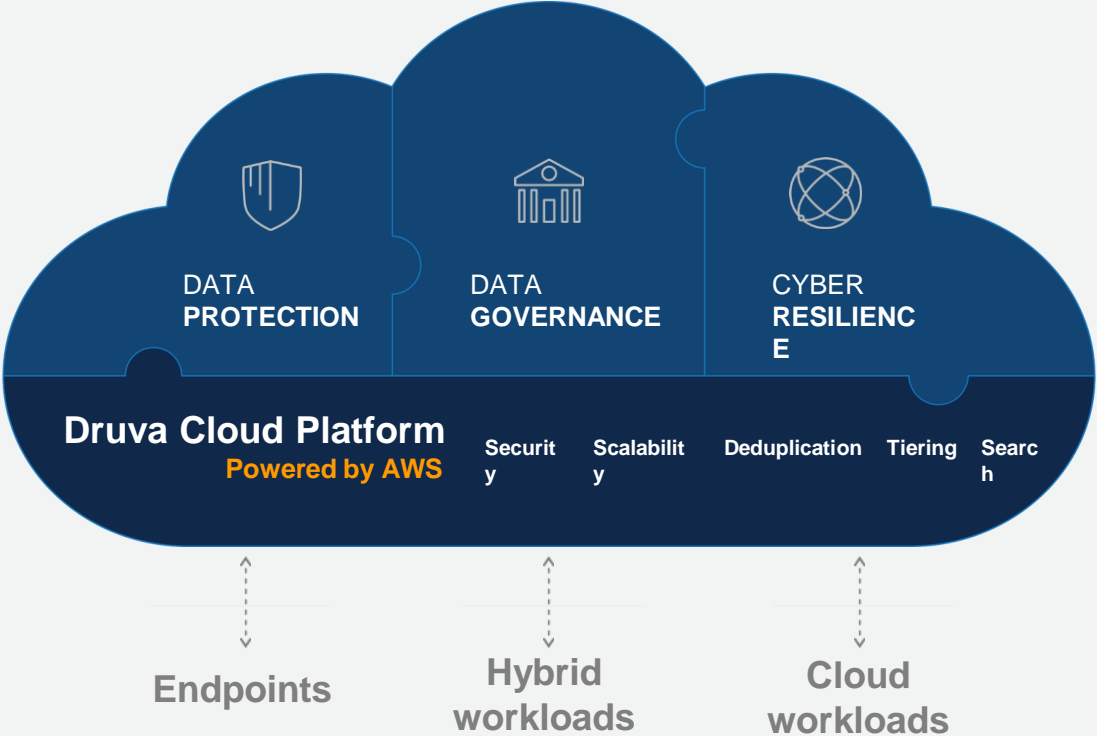 DATA
PROTECTION
DATA
GOVERNANCE
CYBER
RESILIENC
E
Druva Cloud Platform
Powered by AWS
Securit
y
Scalabilit
y
Deduplication
Tiering
Searc
h
Endpoints
Hybrid
workloads
Cloud
workloads